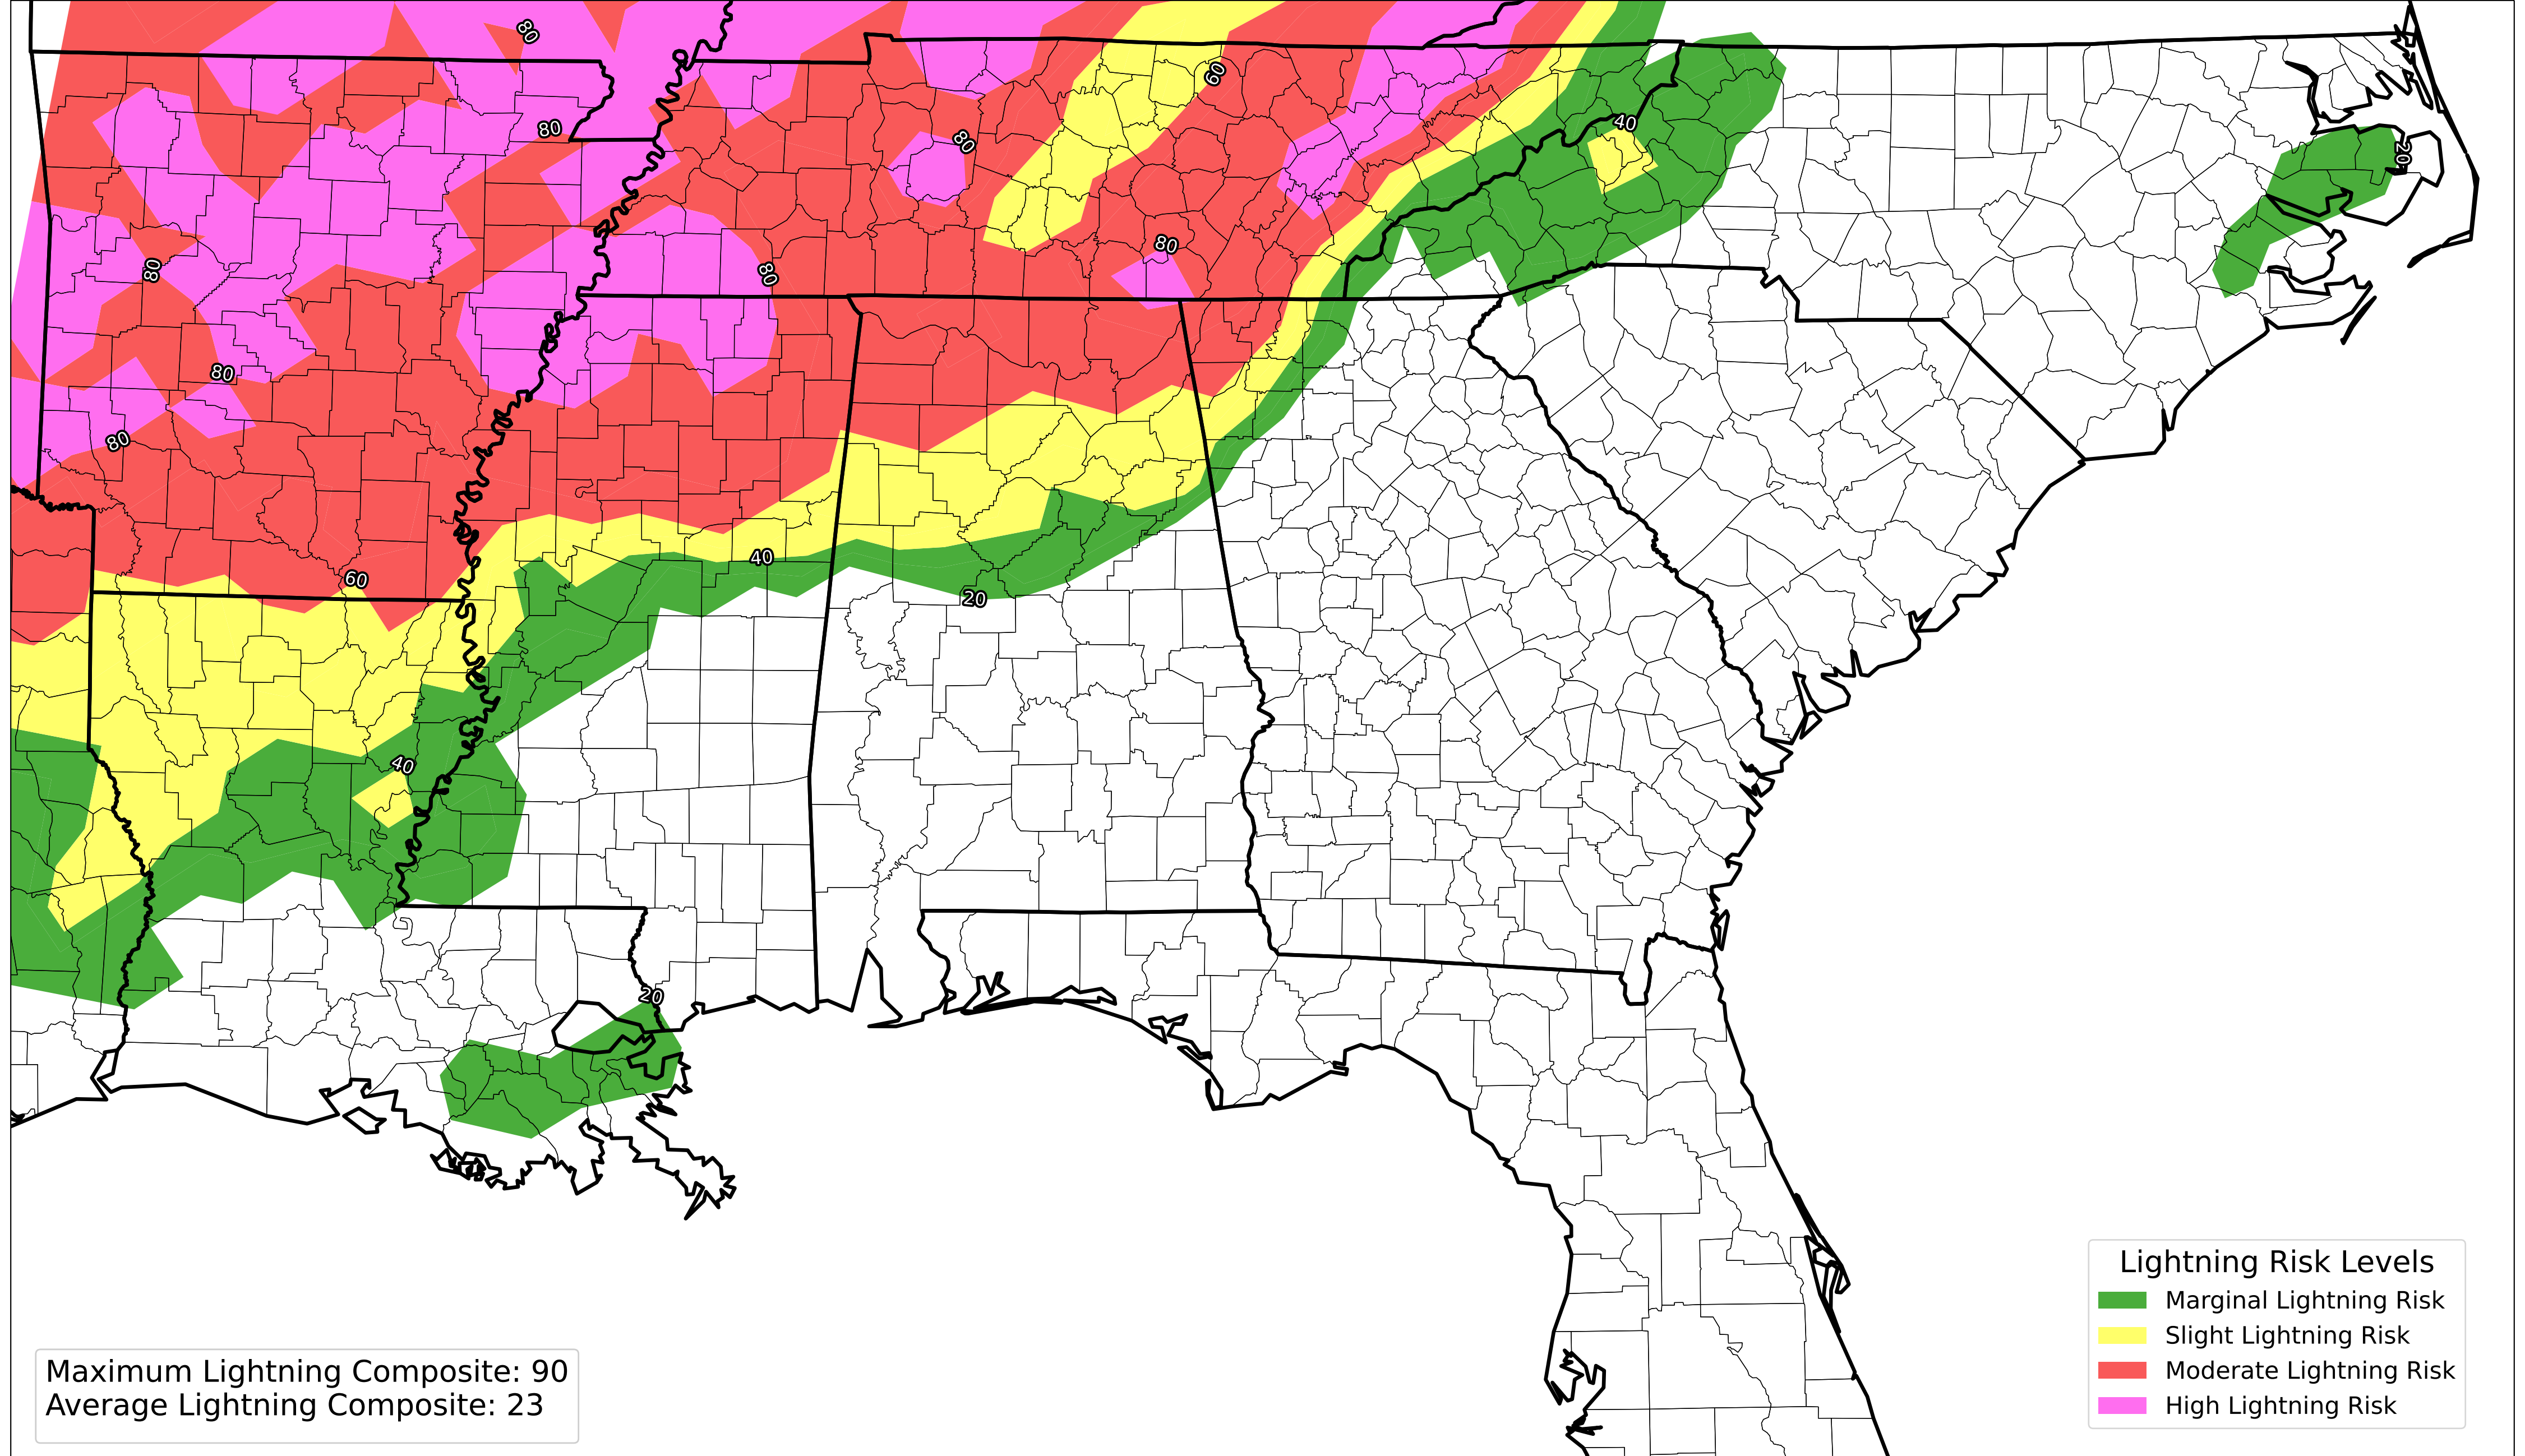 80
60
80
80
40
20
80
80
80
80
80
40
60
20
40
20
Lightning Risk Levels
Marginal Lightning Risk
Slight Lightning Risk
Moderate Lightning Risk
High Lightning Risk
Maximum Lightning Composite: 90
Average Lightning Composite: 23